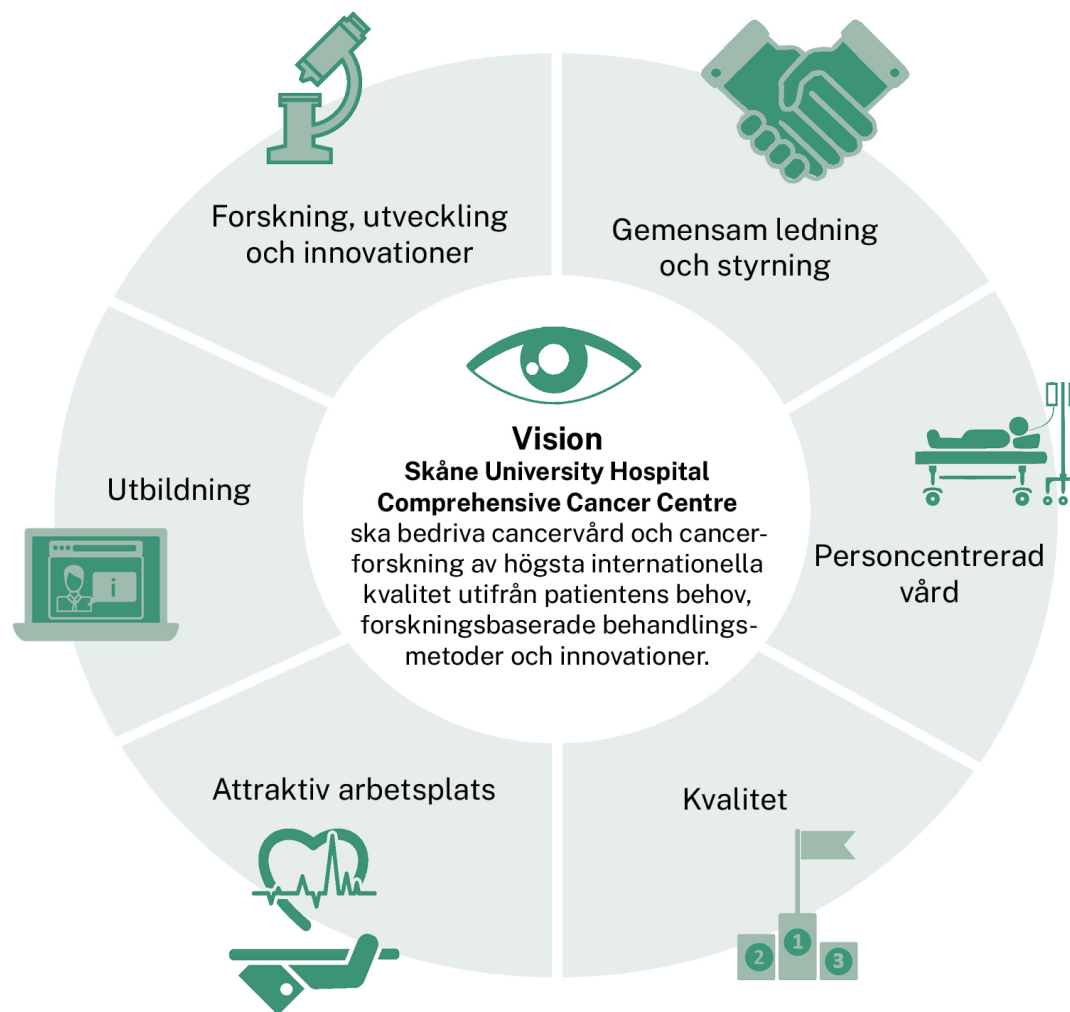 Forskning, utveckling
och innovationer
Gemensam ledning
och styrning
Vision
Skåne University Hospital
Comprehensive Cancer Centre
ska bedriva cancervård och cancer-
forskning av högsta internationella
kvalitet utifrån patientens behov,
forskningsbaserade behandlings-
metoder och innovationer.
Utbildning
i
Personcentrerad
vård
Attraktiv arbetsplats
Kvalitet
2 1 3